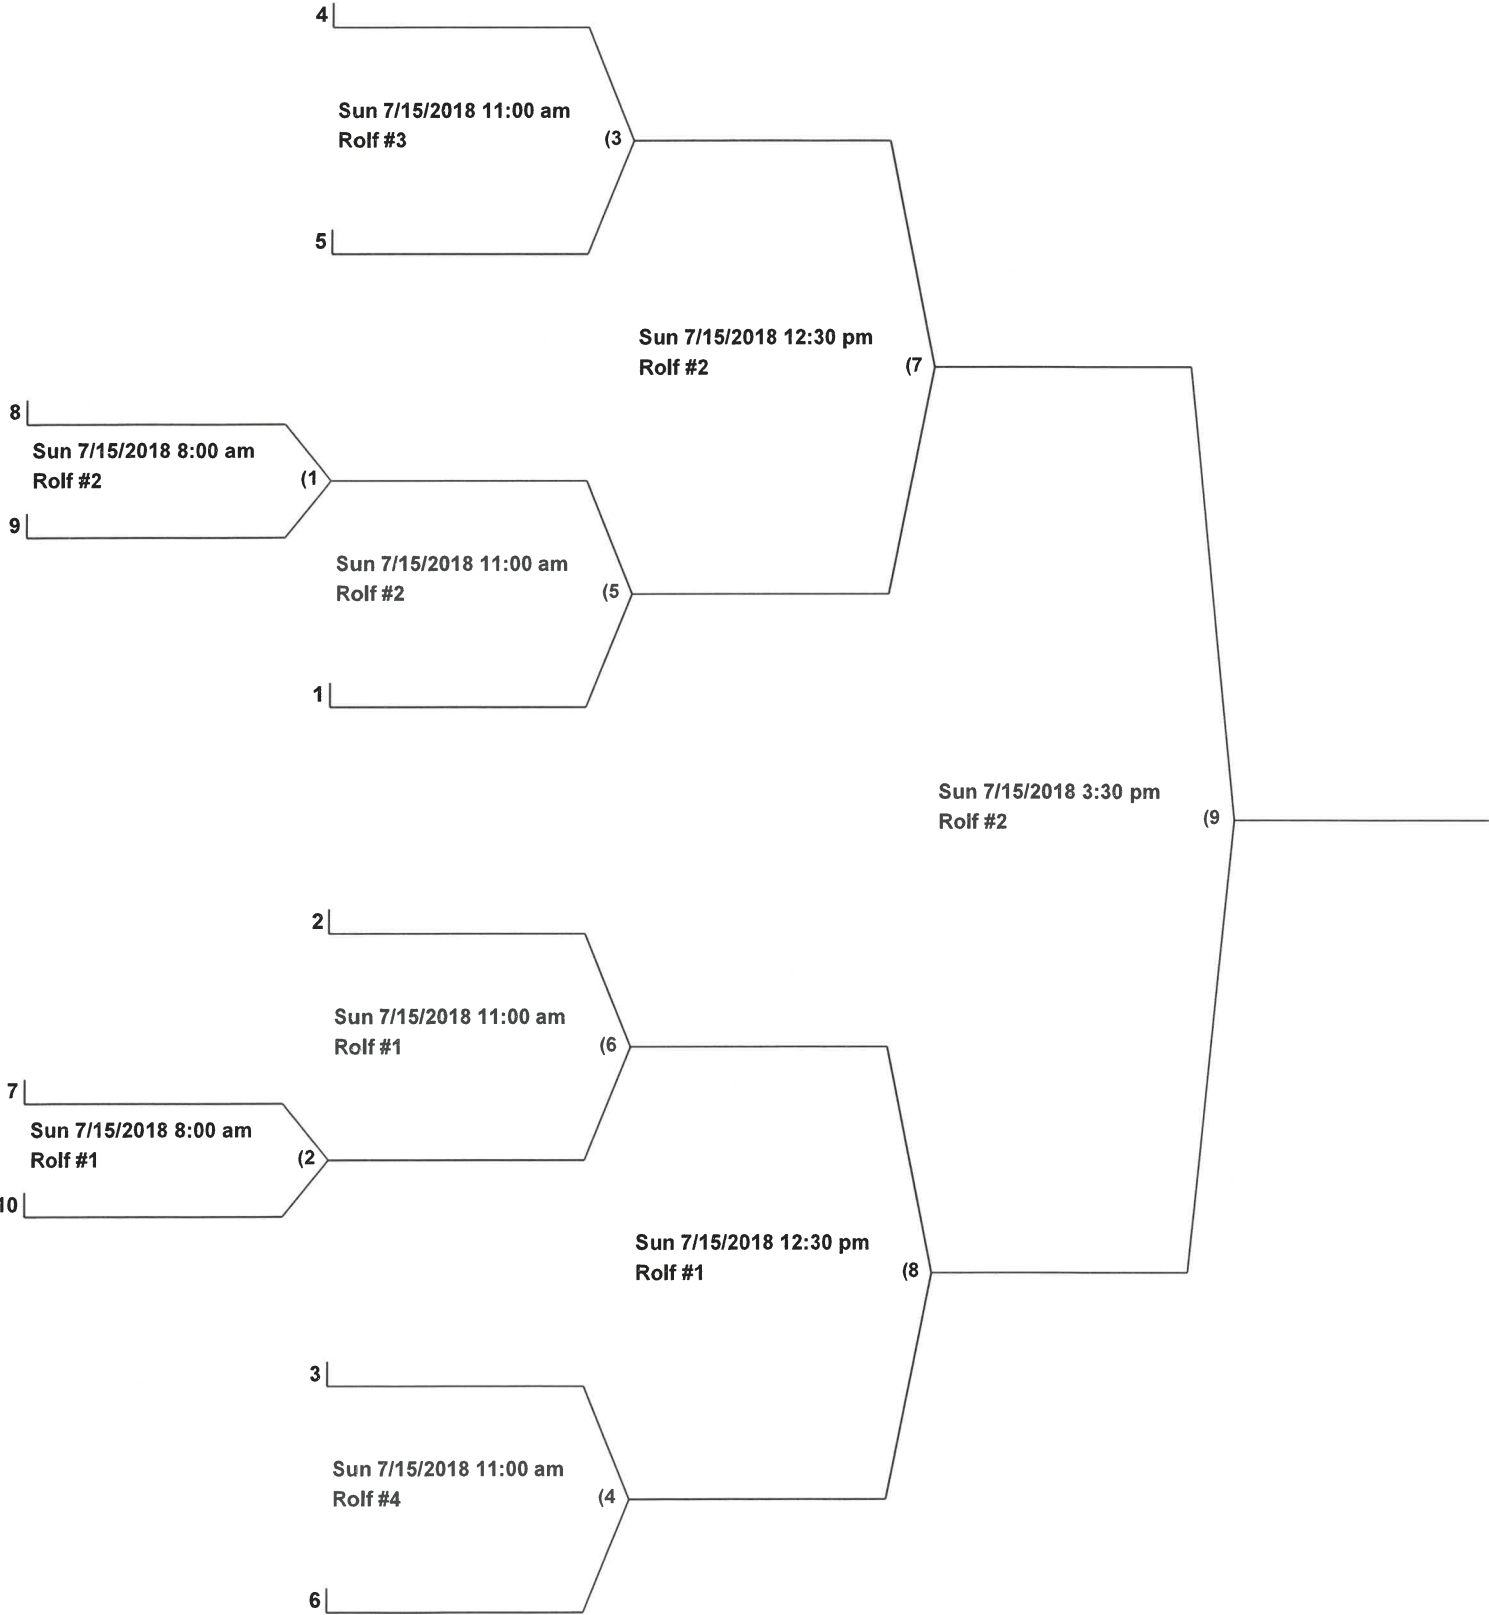 4
Sun 7/15/2018 11:00 am
Rolf #3
(3
5
Sun 7/15/2018 12:30 pm
Rolf #2
(7
8
Sun 7/15/2018 8:00 am
Rolf #2
(1
9
Sun 7/15/2018 11:00 am
Rolf #2
(5
1
Sun 7/15/2018 3:30 pm
Rolf #2
(9
2
Sun 7/15/2018 11:00 am
Rolf #1
(6
7
Sun 7/15/2018 8:00 am
Rolf #1
(2
10
Sun 7/15/2018 12:30 pm
Rolf #1
(8
3
Sun 7/15/2018 11:00 am
Rolf #4
(4
6